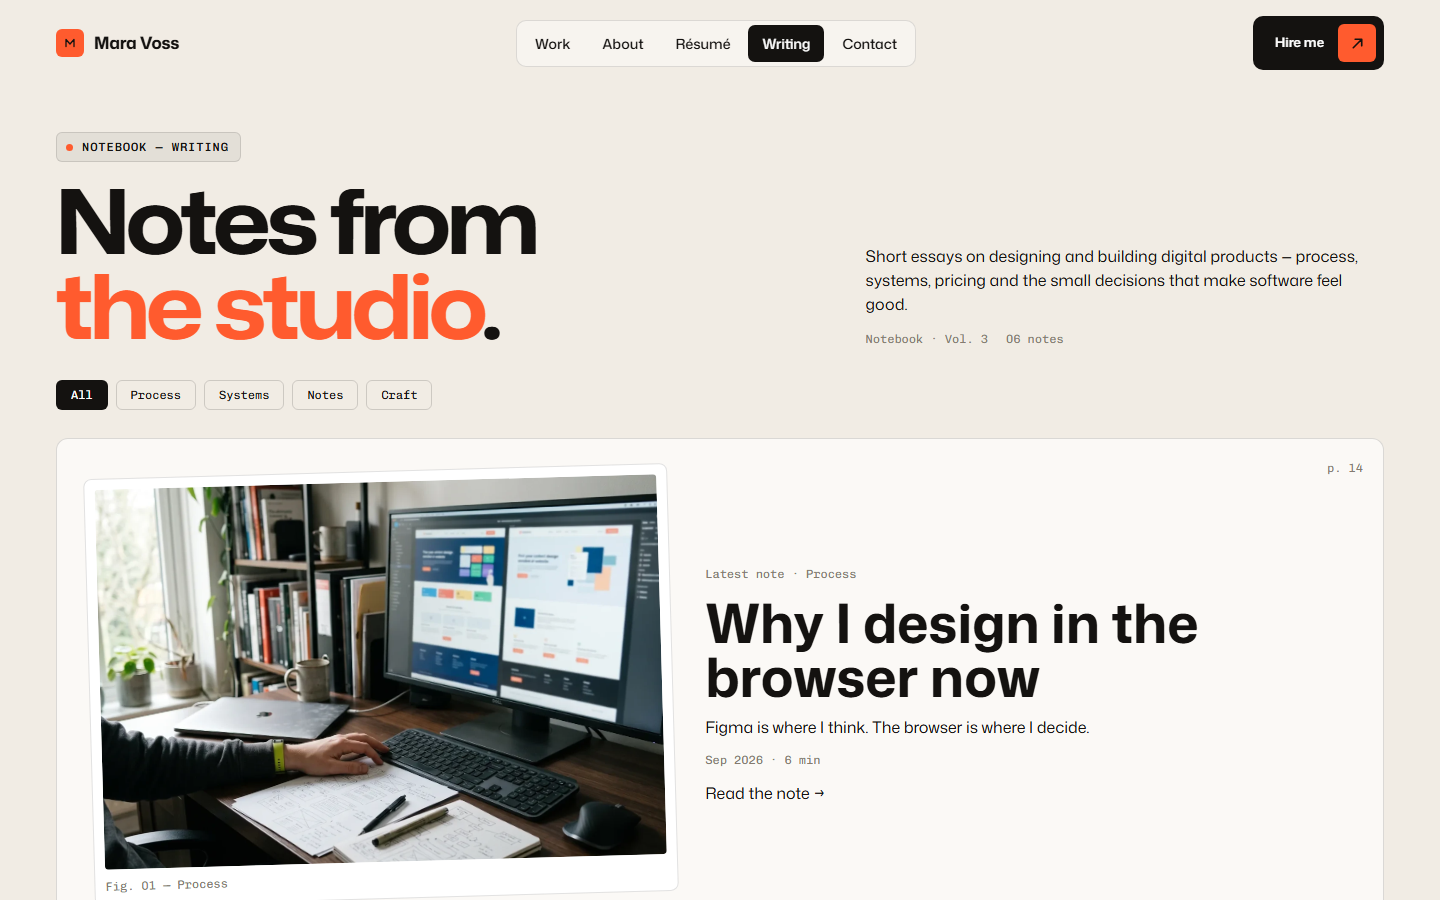 M Mara Voss
Work About Résumé Writing Contact
Hire me ↗
NOTEBOOK — WRITING
Notes from
the studio.
Short essays on designing and building digital products — process,
systems, pricing and the small decisions that make software feel
good.
Notebook · Vol. 3 06 notes
All Process Systems Notes Craft
p. 14
Latest note · Process
Why I design in the
browser now
Figma is where I think. The browser is where I decide.
Sep 2026 · 6 min
Read the note →
Fig. 01 — Process